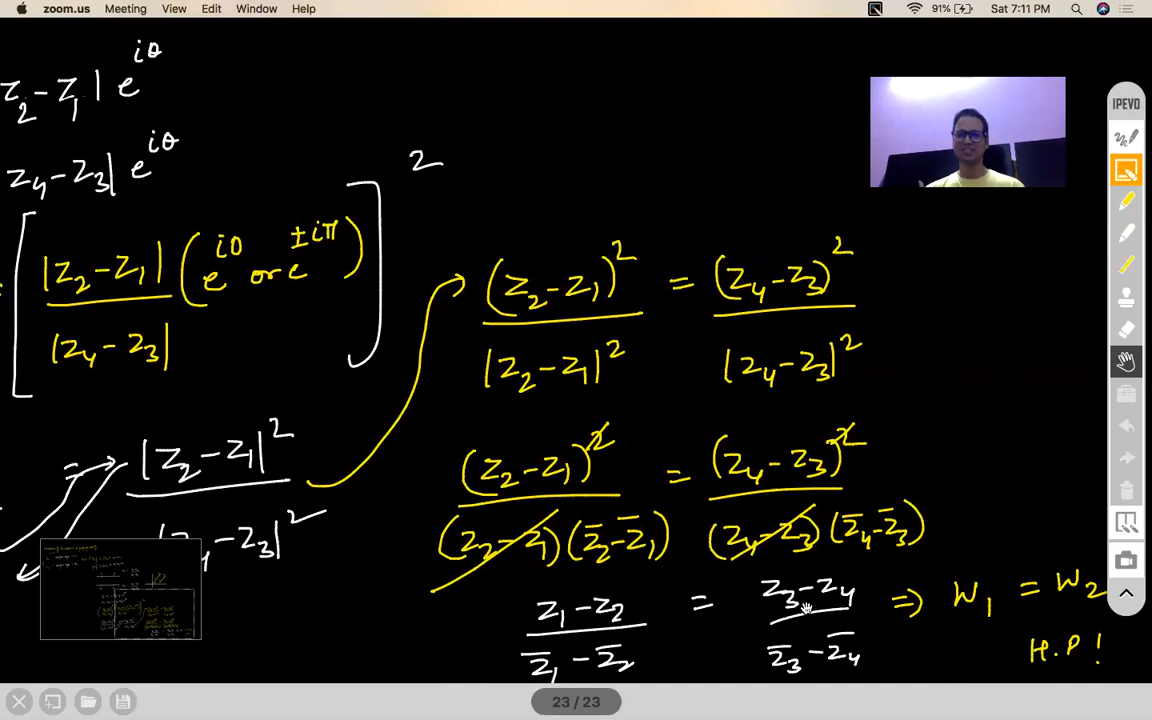 zoom.us Meeting View Edit Window Help 91% Sat 7:11 PM
IPEVO
z₂ - z₁| e^{iθ}
z₄ - z₃| e^{iθ}
[ |z₂ - z₁| / |z₄ - z₃| (e^{iθ} or e^{±iπ}) ]²
= |z₂ - z₁|²
z₄ - z₃|²
(z₂ - z₁)² / |z₂ - z₁|² = (z₄ - z₃)² / |z₄ - z₃|²
(z₂ - z₁)² / (z₂ - z₁)(z̄₂ - z̄₁) = (z₄ - z₃)² / (z₄ - z₃)(z̄₄ - z̄₃)
z₁ - z₂ / z̄₁ - z̄₂ = z₃ - z₄ / z̄₃ - z̄₄ ⇒ W₁ = W₂
H.P!
23 / 23